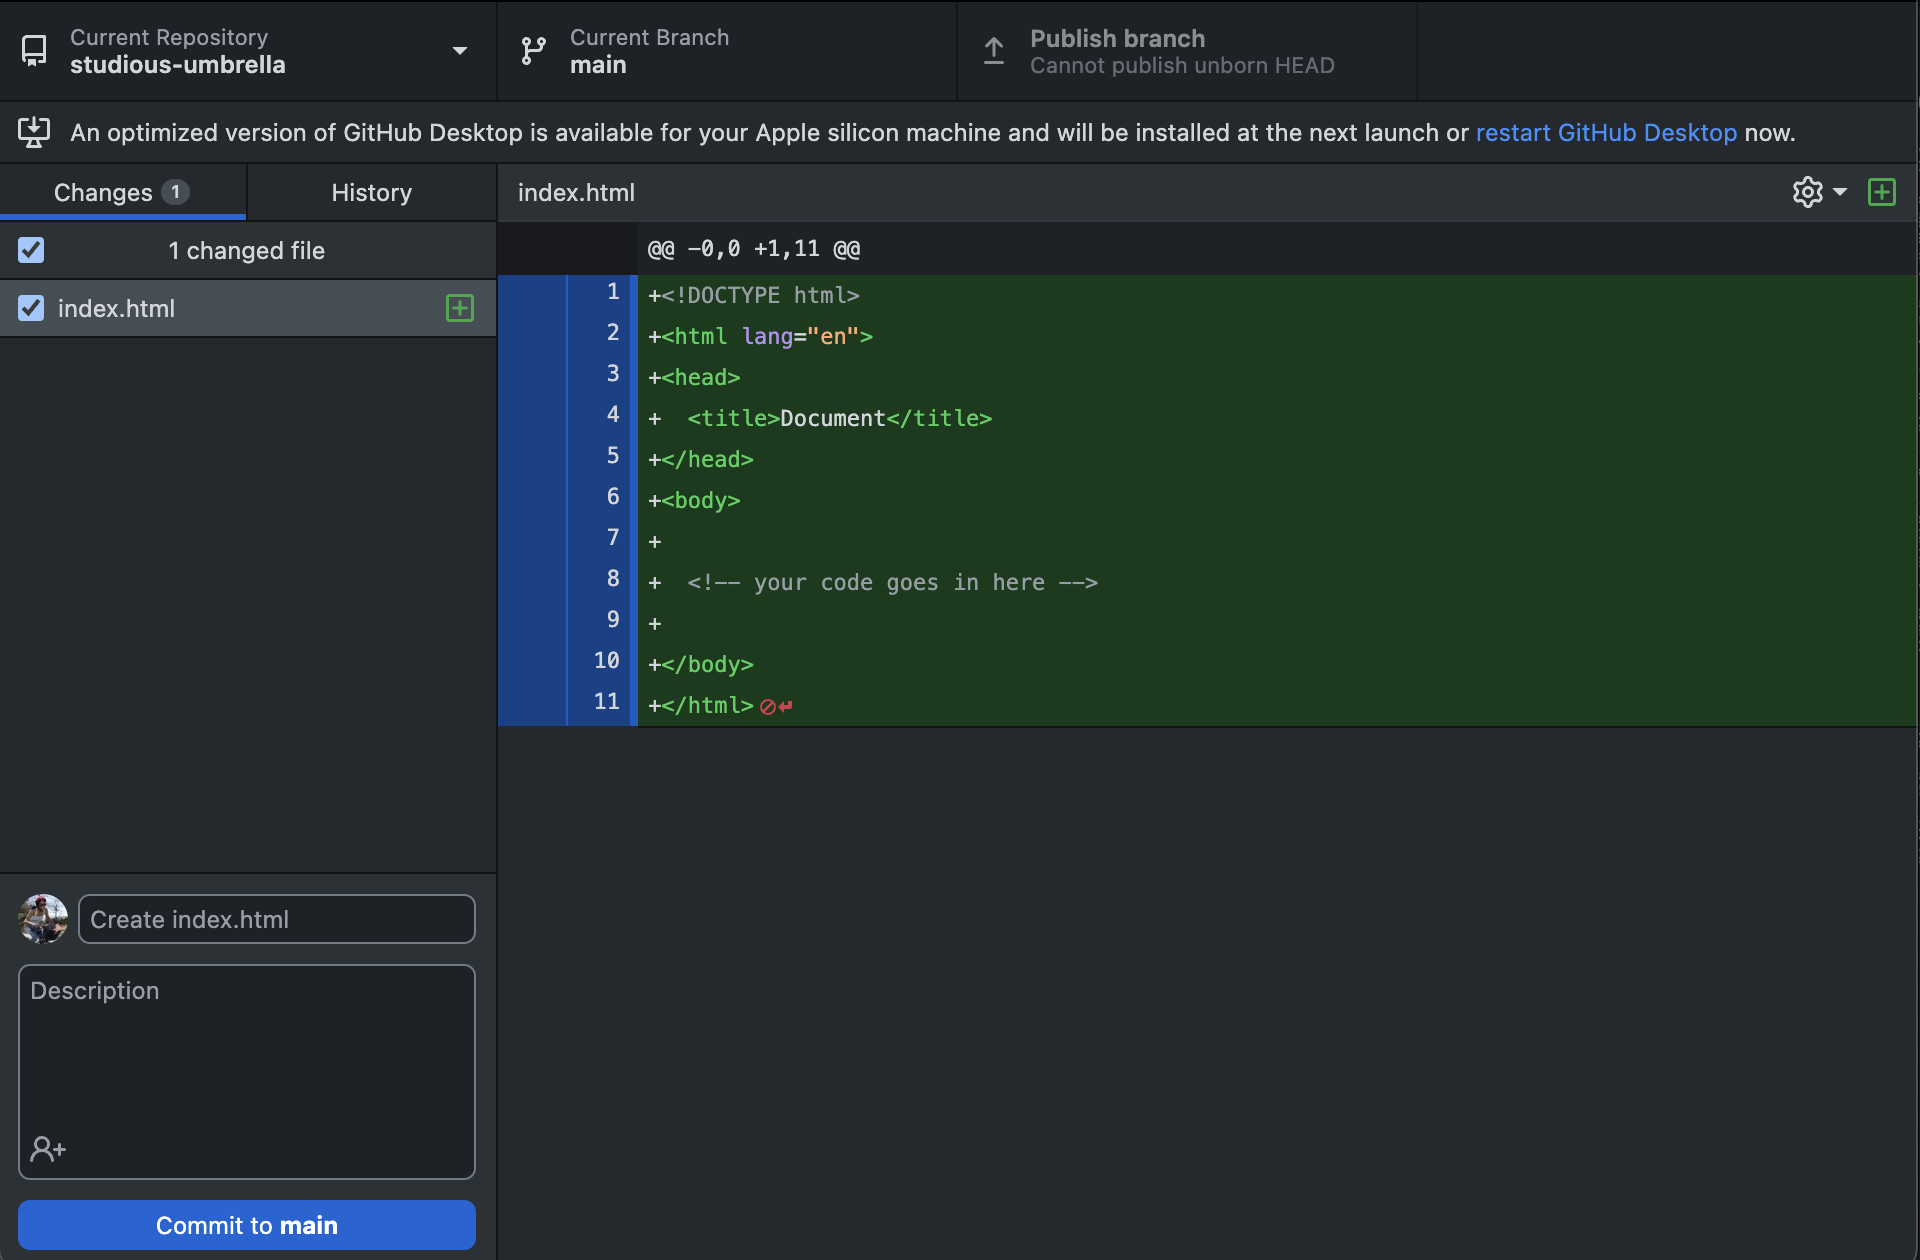 Current Repository
studious-umbrella
Current Branch
main
Publish branch
Cannot publish unborn HEAD
An optimized version of GitHub Desktop is available for your Apple silicon machine and will be installed at the next launch or restart GitHub Desktop now.
Changes 1
History
index.html
1 changed file
index.html
@@ -0,0 +1,11 @@
1 +<!DOCTYPE html>
2 +<html lang="en">
3 +<head>
4 +  <title>Document</title>
5 +</head>
6 +<body>
7 +
8 +  <!-- your code goes in here -->
9 +
10 +</body>
11 +</html>
Create index.html
Description
Commit to main